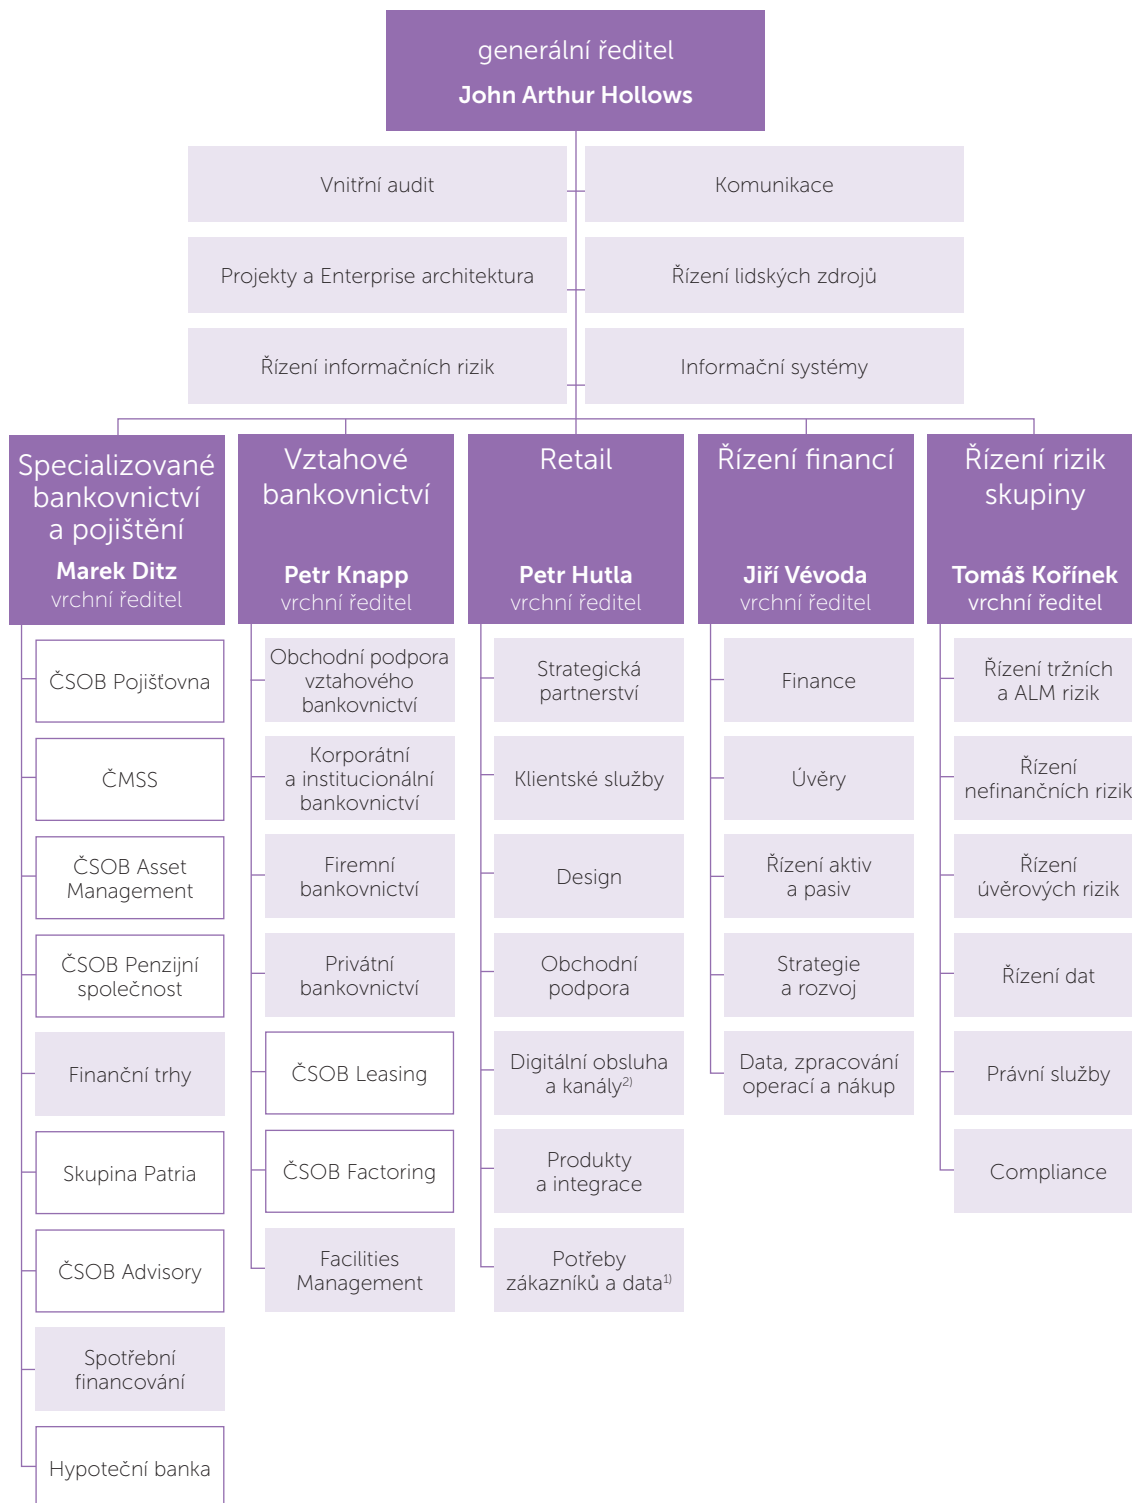 generální ředitel
John Arthur Hollows
Vnitřní audit
Komunikace
Projekty a Enterprise architektura
Řízení lidských zdrojů
Řízení informačních rizik
Informační systémy
Specializované
bankovnictví
a pojištění
Marek Ditz
vrchní ředitel
ČSOB Pojišťovna
ČMSS
ČSOB Asset
Management
ČSOB Penzijní
společnost
Finanční trhy
Skupina Patria
ČSOB Advisory
Spotřební
financování
Hypoteční banka
Vztahové
bankovnictví
Petr Knapp
vrchní ředitel
Obchodní podpora
vztahového
bankovnictví
Korporátní
a institucionální
bankovnictví
Firemní
bankovnictví
Privátní
bankovnictví
ČSOB Leasing
ČSOB Factoring
Facilities
Management
Retail
Petr Hutla
vrchní ředitel
Strategická
partnerství
Klientské služby
Design
Obchodní
podpora
Digitální obsluha
a kanály2)
Produkty
a integrace
Potřeby
zákazníků a data1)
Řízení financí
Jiří Vévoda
vrchní ředitel
Finance
Úvěry
Řízení aktiv
a pasiv
Strategie
a rozvoj
Data, zpracování
operací a nákup
Řízení rizik
skupiny
Tomáš Kořínek
vrchní ředitel
Řízení tržních
a ALM rizik
Řízení
nefinančních rizik
Řízení
úvěrových rizik
Řízení dat
Právní služby
Compliance